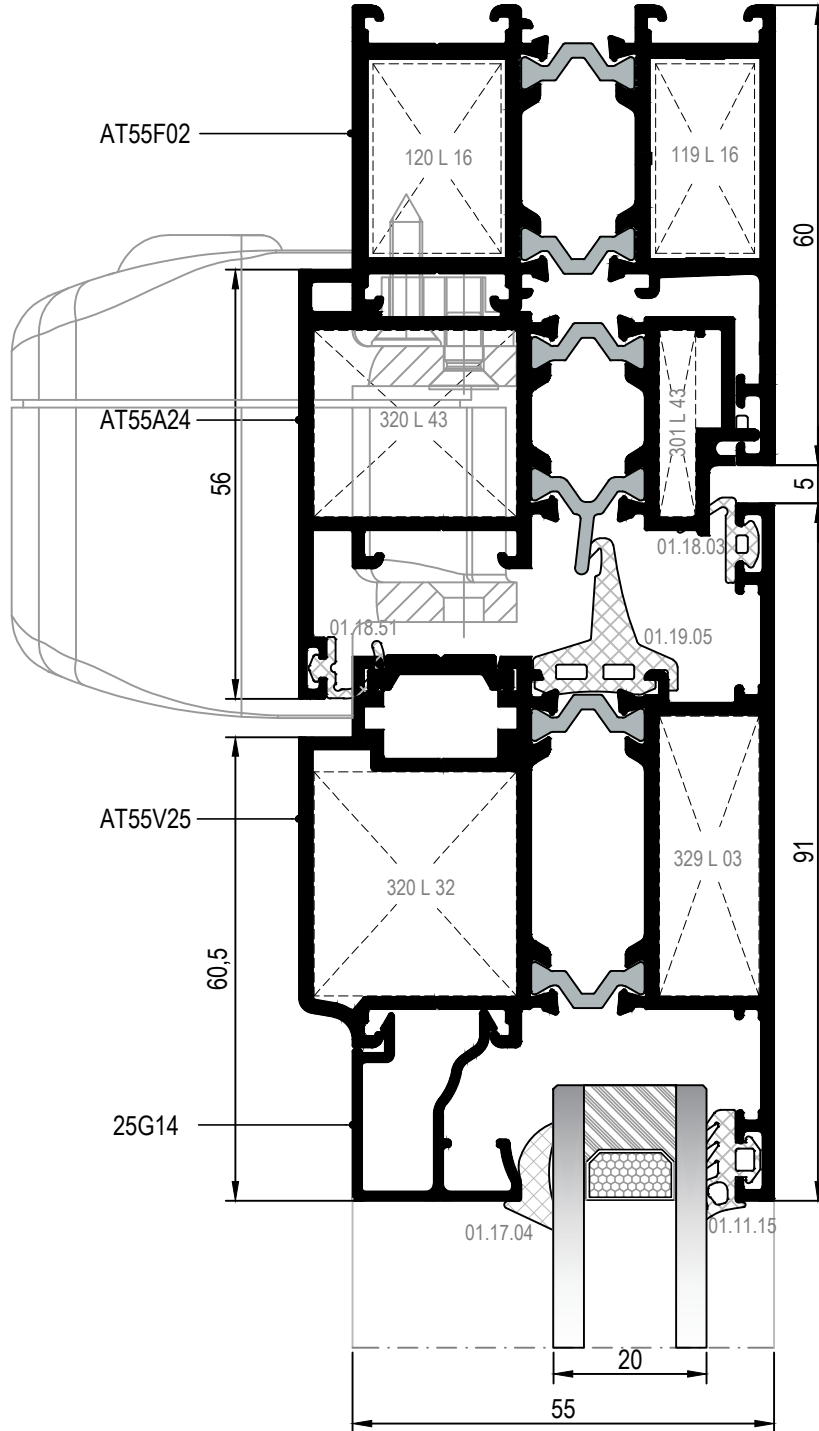 AT55F02
120 L 16
119 L 16
60
AT55A24
320 L 43
301 L 43
56
5
01.18.03
01.18.51
01.19.05
AT55V25
320 L 32
329 L 03
91
60,5
25G14
01.17.04
01.11.15
20
55